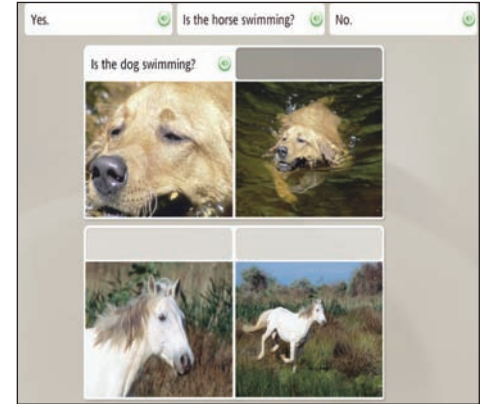 Yes.
Is the horse swimming?
No.
Is the dog swimming?